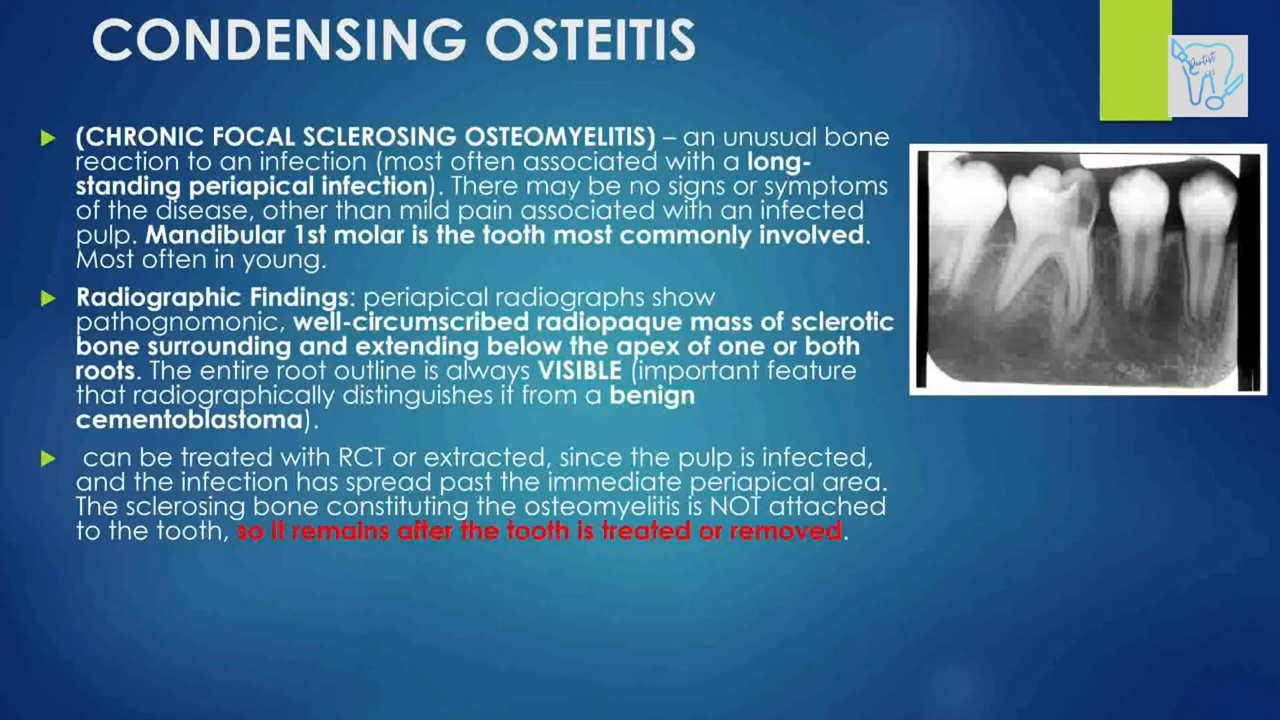 CONDENSING OSTEITIS
(CHRONIC FOCAL SCLEROSING OSTEOMYELITIS) – an unusual bone
reaction to an infection (most often associated with a long-
standing periapical infection). There may be no signs or symptoms
of the disease, other than mild pain associated with an infected
pulp. Mandibular 1st molar is the tooth most commonly involved.
Most often in young.
Radiographic Findings: periapical radiographs show
pathognomonic, well-circumscribed radiopaque mass of sclerotic
bone surrounding and extending below the apex of one or both
roots. The entire root outline is always VISIBLE (important feature
that radiographically distinguishes it from a benign
cementoblastoma).
can be treated with RCT or extracted, since the pulp is infected,
and the infection has spread past the immediate periapical area.
The sclerosing bone constituting the osteomyelitis is NOT attached
to the tooth, so it remains after the tooth is treated or removed.
Dentist